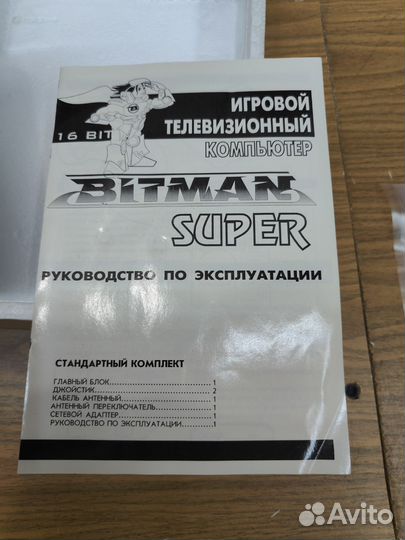 16 BIT
ИГРОВОЙ
ТЕЛЕВИЗИОННЫЙ
КОМПЬЮТЕР
BITMAN
SUPER
РУКОВОДСТВО ПО ЭКСПЛУАТАЦИИ
СТАНДАРТНЫЙ КОМПЛЕКТ
ГЛАВНЫЙ БЛОК.......................... 1
ДЖОЙСТИК............................... 2
КАБЕЛЬ АНТЕННЫЙ....................... 1
АНТЕННЫЙ ПЕРЕКЛЮЧАТЕЛЬ............... 1
СЕТЕВОЙ АДАПТЕР........................ 1
РУКОВОДСТВО ПО ЭКСПЛУАТАЦИИ..........1
Avito